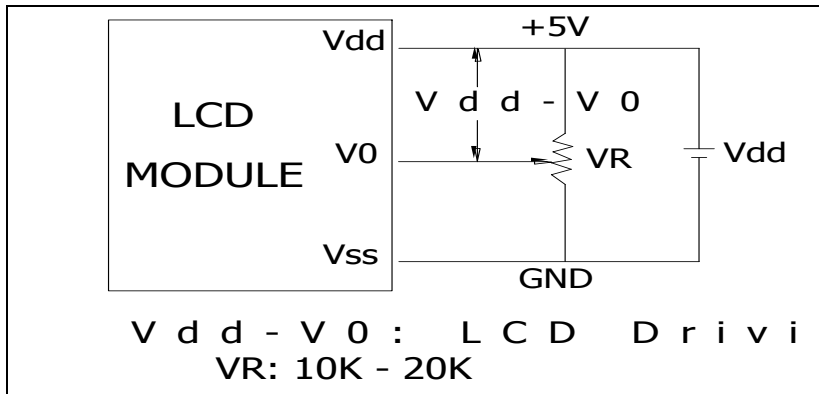 Vdd
+5V
LCD
MODULE
V d d - V 0
V0
VR
Vdd
Vss
GND
V d d - V 0 : L C D D r i v i
VR: 10K - 20K